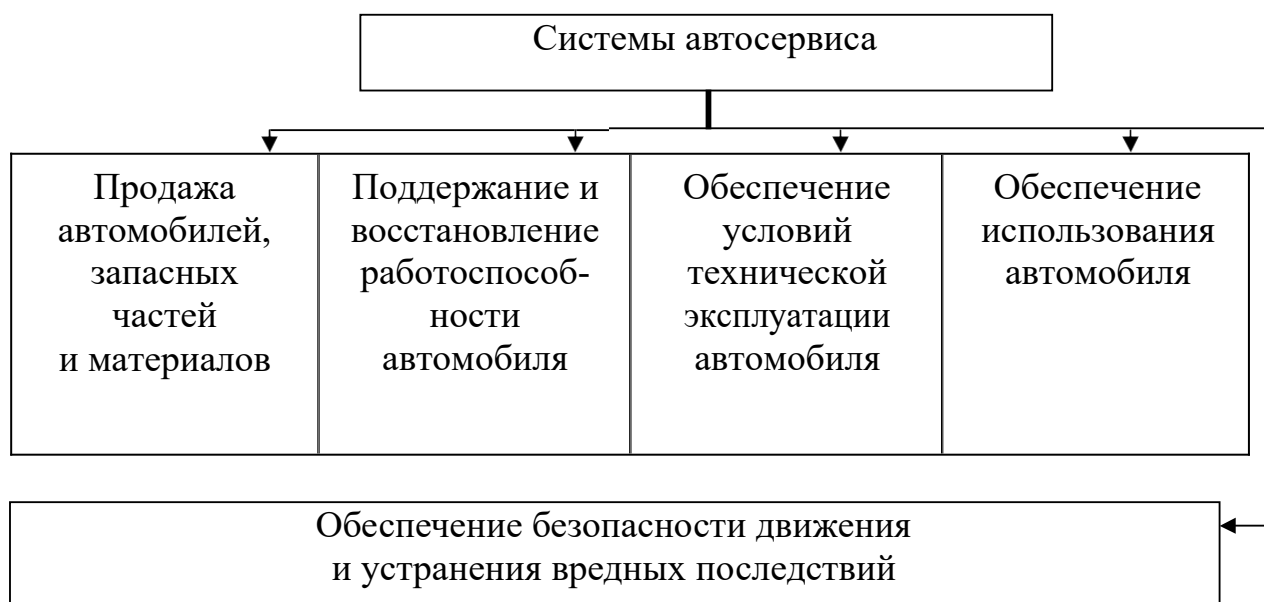 Системы автосервиса
Продажа
автомобилей,
запасных
частей
и материалов
Поддержание и
восстановление
работоспособ-
ности
автомобиля
Обеспечение
условий
технической
эксплуатации
автомобиля
Обеспечение
использования
автомобиля
Обеспечение безопасности движения
и устранения вредных последствий